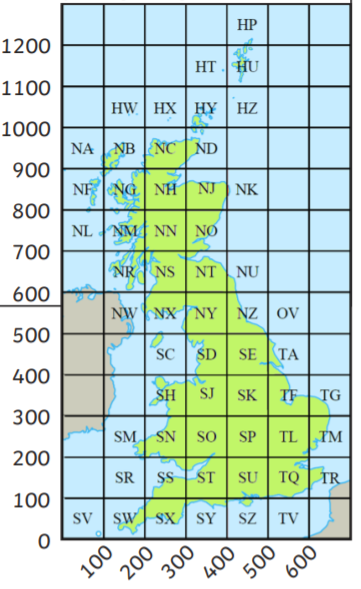 HP
1200
HT HU
1100
HW HX HY HZ
1000
NA NB NC ND
900
NF NG NH NJ NK
800
NL NM NN NO
700
NR NS NT NU
600
NW NX NY NZ OV
500
SC SD SE TA
400
SH SJ SK TF TG
300
SM SN SO SP TL TM
200
SR SS ST SU TQ TR
100
SV SW SX SY SZ TV
0
100 200 300 400 500 600